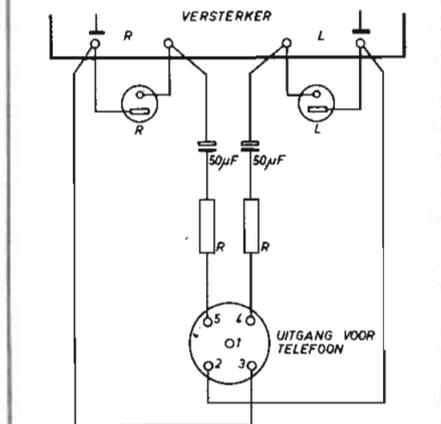 VERSTERKER
R L
R L
50µF 50µF
R R
5 4
1
2 3
UITGANG VOOR
TELEFOON